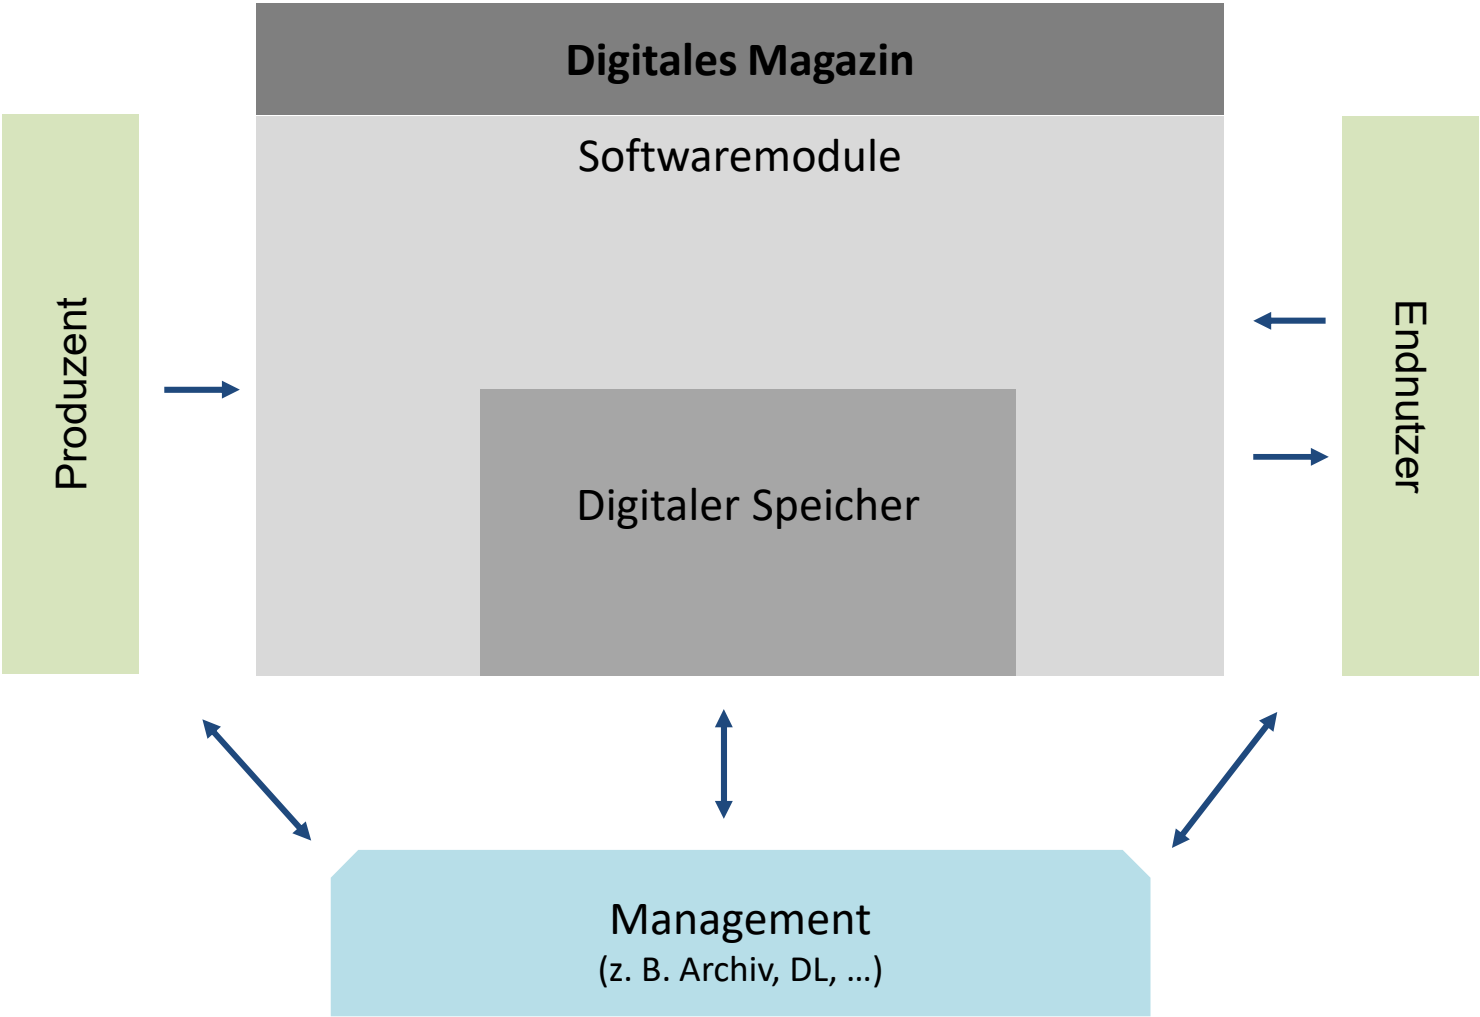 Digitales Magazin
Softwaremodule
Produzent
Endnutzer
Digitaler Speicher
Management
(z. B. Archiv, DL, ...)